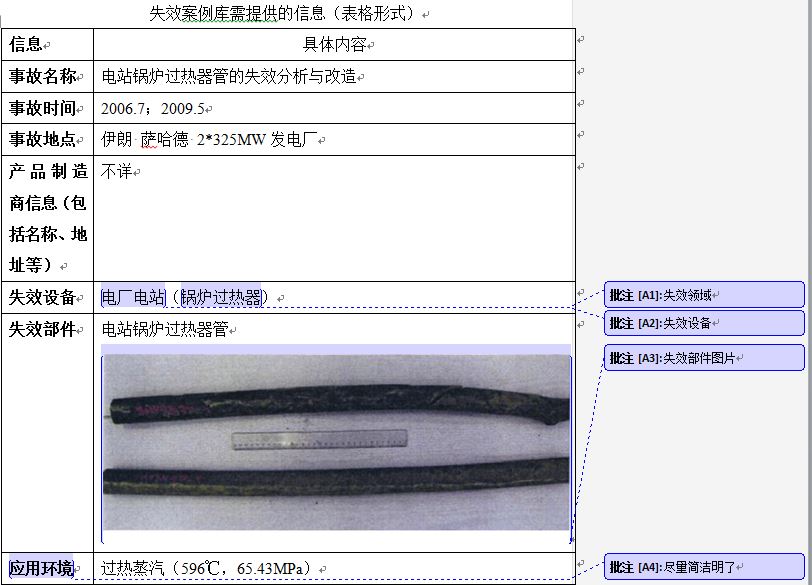 失效案例库需提供的信息（表格形式）
信息
具体内容
事故名称
电站锅炉过热器管的失效分析与改造
事故时间
2006.7；2009.5
事故地点
伊朗 萨哈德 2*325MW 发电厂
产品制造
商信息（包
括名称、地
址等）
不详
失效设备
电厂电站（锅炉过热器）
批注 [A1]:失效领域
批注 [A2]:失效设备
失效部件
电站锅炉过热器管
批注 [A3]:失效部件图片
应用环境
过热蒸汽（596℃，65.43MPa）
批注 [A4]:尽量简洁明了